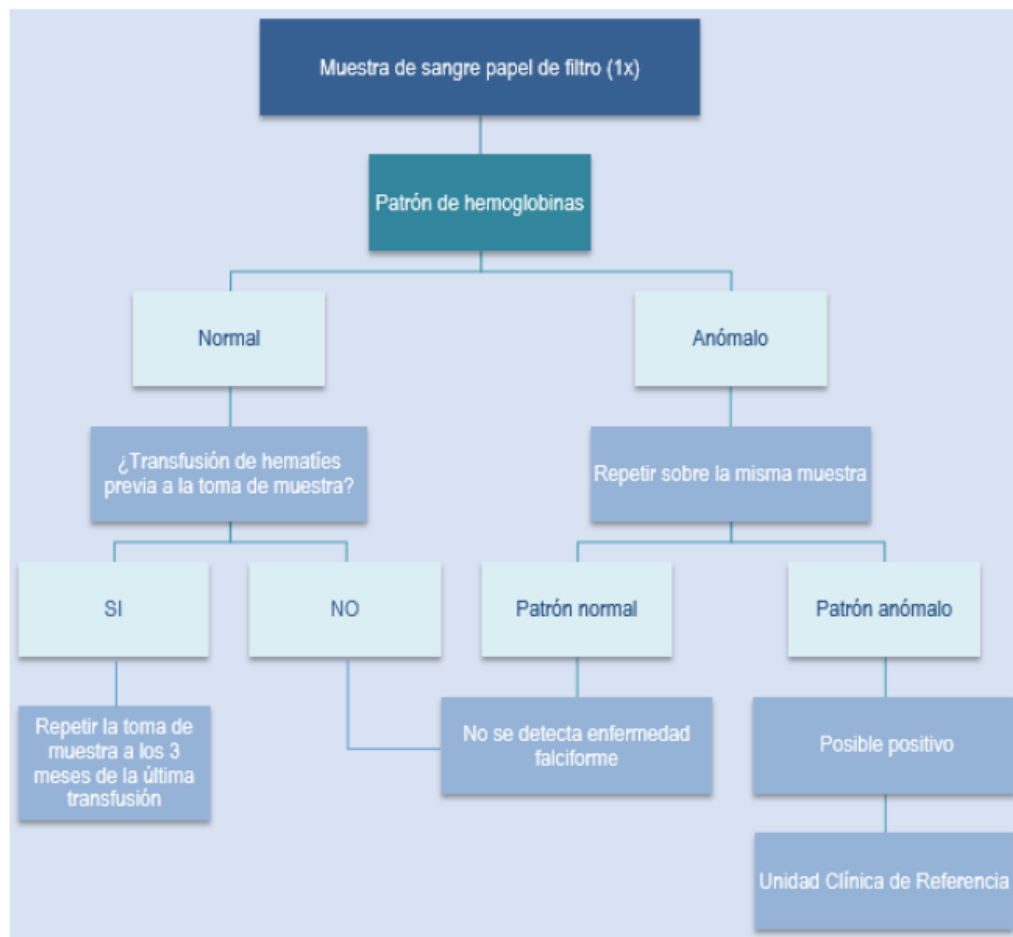 Muestra de sangre papel de filtro (1x)
Patrón de hemoglobinas
Normal
Anómalo
¿Transfusión de hematíes
previa a la toma de muestra?
Repetir sobre la misma muestra
SI
NO
Patrón normal
Patrón anómalo
Repetir la toma de
muestra a los 3
meses de la última
transfusión
No se detecta enfermedad
falciforme
Posible positivo
Unidad Clínica de Referencia